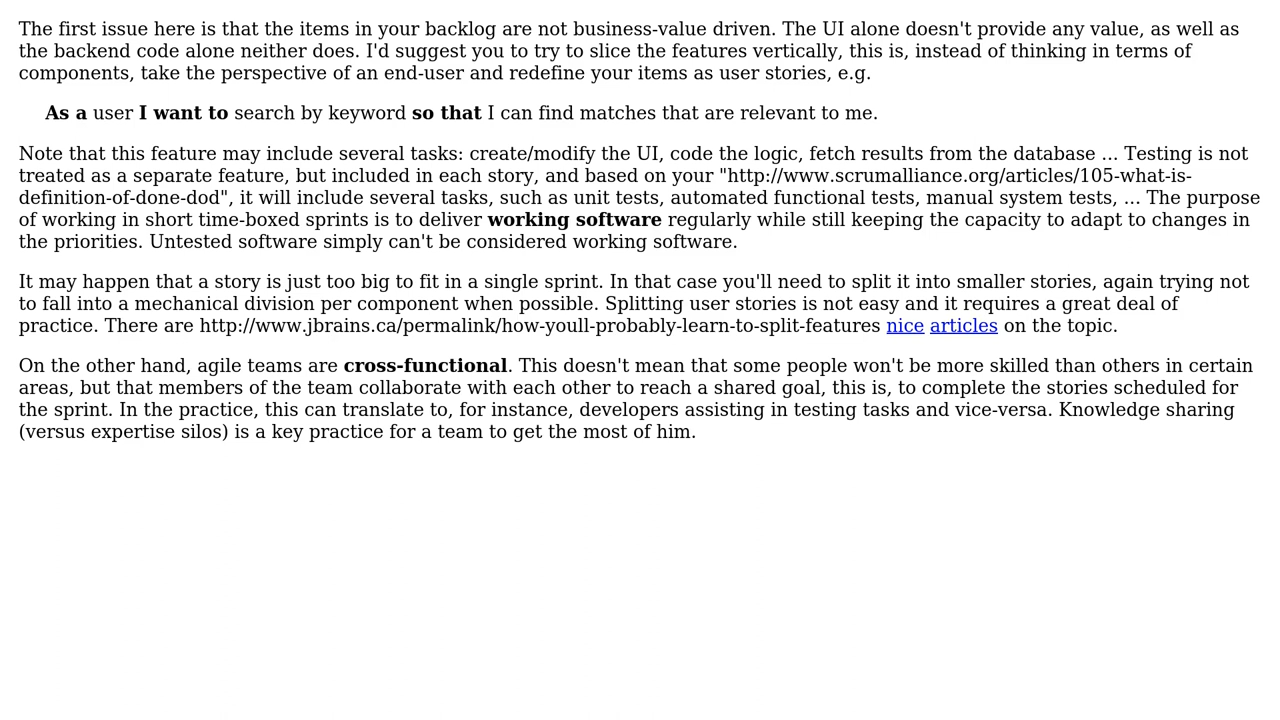 The first issue here is that the items in your backlog are not business-value driven. The UI alone doesn't provide any value, as well as
the backend code alone neither does. I'd suggest you to try to slice the features vertically, this is, instead of thinking in terms of
components, take the perspective of an end-user and redefine your items as user stories, e.g.
As a user I want to search by keyword so that I can find matches that are relevant to me.
Note that this feature may include several tasks: create/modify the UI, code the logic, fetch results from the database ... Testing is not
treated as a separate feature, but included in each story, and based on your "http://www.scrumalliance.org/articles/105-what-is-
definition-of-done-dod", it will include several tasks, such as unit tests, automated functional tests, manual system tests, ... The purpose
of working in short time-boxed sprints is to deliver working software regularly while still keeping the capacity to adapt to changes in
the priorities. Untested software simply can't be considered working software.
It may happen that a story is just too big to fit in a single sprint. In that case you'll need to split it into smaller stories, again trying not
to fall into a mechanical division per component when possible. Splitting user stories is not easy and it requires a great deal of
practice. There are http://www.jbrains.ca/permalink/how-youll-probably-learn-to-split-features nice articles on the topic.
On the other hand, agile teams are cross-functional. This doesn't mean that some people won't be more skilled than others in certain
areas, but that members of the team collaborate with each other to reach a shared goal, this is, to complete the stories scheduled for
the sprint. In the practice, this can translate to, for instance, developers assisting in testing tasks and vice-versa. Knowledge sharing
(versus expertise silos) is a key practice for a team to get the most of him.